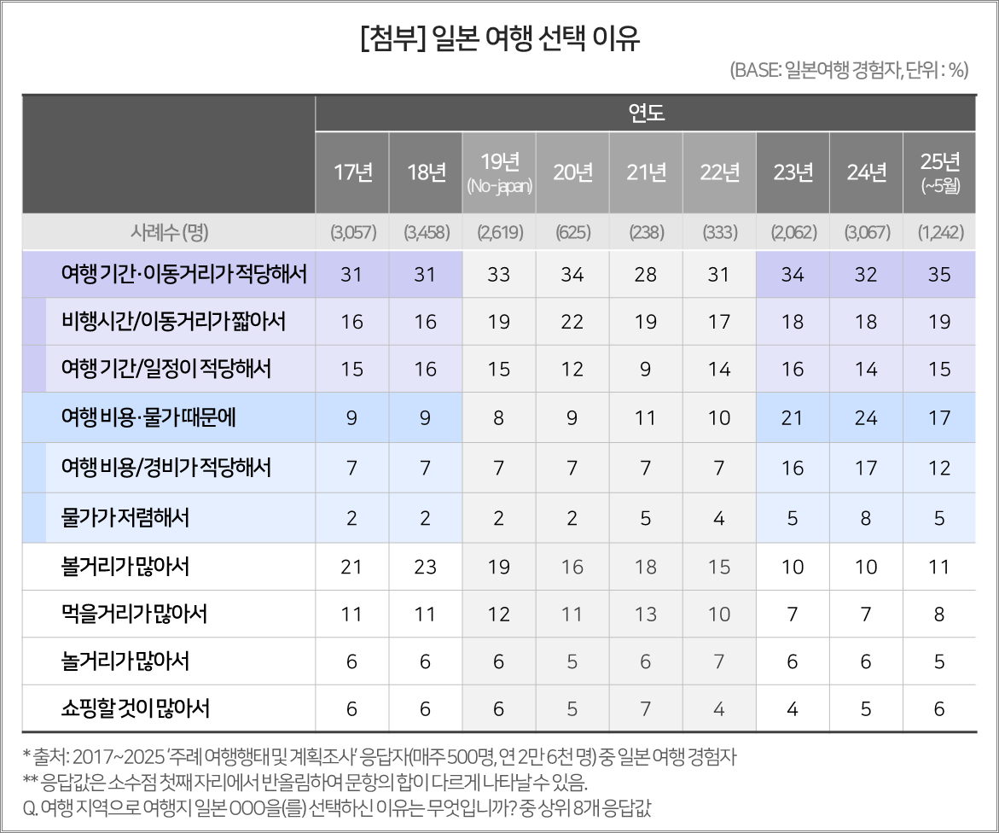 [첨부] 일본 여행 선택 이유
(BASE: 일본여행 경험자, 단위 : %)
연도
17년 18년 19년 (No-japan) 20년 21년 22년 23년 24년 25년 (~5월)
사례수 (명) (3,057) (3,458) (2,619) (625) (238) (333) (2,062) (3,067) (1,242)
여행 기간·이동거리가 적당해서 31 31 33 34 28 31 34 32 35
비행시간/이동거리가 짧아서 16 16 19 22 19 17 18 18 19
여행 기간/일정이 적당해서 15 16 15 12 9 14 16 14 15
여행 비용·물가 때문에 9 9 8 9 11 10 21 24 17
여행 비용/경비가 적당해서 7 7 7 7 7 7 16 17 12
물가가 저렴해서 2 2 2 2 5 4 5 8 5
볼거리가 많아서 21 23 19 16 18 15 10 10 11
먹을거리가 많아서 11 11 12 11 13 10 7 7 8
놀거리가 많아서 6 6 6 5 6 7 6 6 5
쇼핑할 것이 많아서 6 6 6 5 7 4 4 5 6
* 출처: 2017~2025 ‘주례 여행행태 및 계획조사’ 응답자(매주 500명, 연 2만 6천 명) 중 일본 여행 경험자
** 응답값은 소수점 첫째 자리에서 반올림하여 문항의 합이 다르게 나타날 수 있음.
Q. 여행 지역으로 여행지 일본 OOO을(를) 선택하신 이유는 무엇입니까? 중 상위 8개 응답값